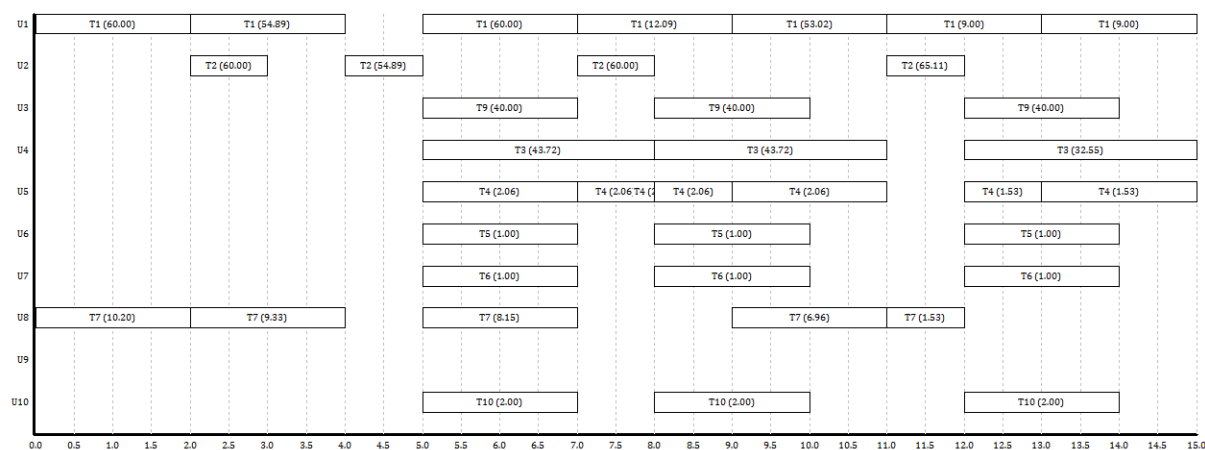 U1 T1 (60.00) T1 (54.89) T1 (60.00) T1 (12.09) T1 (53.02) T1 (9.00) T1 (9.00)
U2 T2 (60.00) T2 (54.89) T2 (60.00) T2 (65.11)
U3 T9 (40.00) T9 (40.00) T9 (40.00)
U4 T3 (43.72) T3 (43.72) T3 (32.55)
U5 T4 (2.06) T4 (2.06 T4 (2 T4 (2.06) T4 (2.06) T4 (1.53) T4 (1.53)
U6 T5 (1.00) T5 (1.00) T5 (1.00)
U7 T6 (1.00) T6 (1.00) T6 (1.00)
U8 T7 (10.20) T7 (9.33) T7 (8.15) T7 (6.96) T7 (1.53)
U9
U10 T10 (2.00) T10 (2.00) T10 (2.00)
0.0 0.5 1.0 1.5 2.0 2.5 3.0 3.5 4.0 4.5 5.0 5.5 6.0 6.5 7.0 7.5 8.0 8.5 9.0 9.5 10.0 10.5 11.0 11.5 12.0 12.5 13.0 13.5 14.0 14.5 15.0